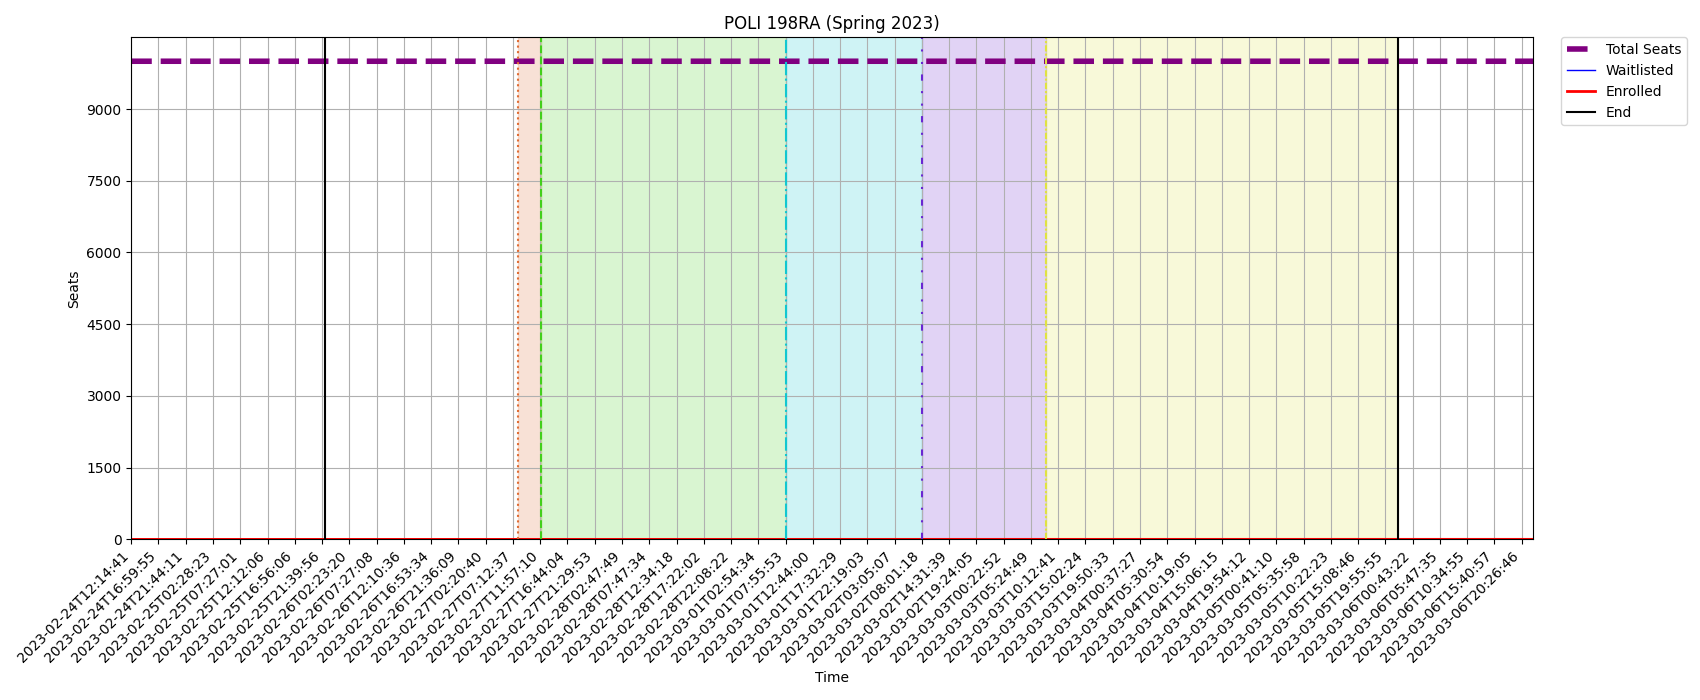 POLI 198RA (Spring 2023)
Total Seats
Waitlisted
Enrolled
End
Seats
9000
7500
6000
4500
3000
1500
0
2023-02-24T12:14:41
2023-02-24T16:59:55
2023-02-24T21:44:11
2023-02-25T02:28:23
2023-02-25T07:27:01
2023-02-25T12:12:06
2023-02-25T16:56:06
2023-02-25T21:39:56
2023-02-26T02:23:20
2023-02-26T07:27:08
2023-02-26T12:10:36
2023-02-26T16:53:34
2023-02-26T21:36:09
2023-02-27T02:20:40
2023-02-27T07:12:37
2023-02-27T11:57:10
2023-02-27T16:44:04
2023-02-27T21:29:53
2023-02-28T02:47:49
2023-02-28T07:47:34
2023-02-28T12:34:18
2023-02-28T17:22:02
2023-02-28T22:08:22
2023-03-01T02:54:34
2023-03-01T07:55:53
2023-03-01T12:44:00
2023-03-01T17:32:29
2023-03-01T22:19:03
2023-03-02T03:05:07
2023-03-02T08:01:18
2023-03-02T14:31:39
2023-03-02T19:24:05
2023-03-03T00:22:52
2023-03-03T05:24:49
2023-03-03T10:12:41
2023-03-03T15:02:24
2023-03-03T19:50:33
2023-03-04T00:37:27
2023-03-04T05:30:54
2023-03-04T10:19:05
2023-03-04T15:06:15
2023-03-04T19:54:12
2023-03-05T00:41:10
2023-03-05T05:35:58
2023-03-05T10:22:23
2023-03-05T15:08:46
2023-03-05T19:55:55
2023-03-06T00:43:22
2023-03-06T05:47:35
2023-03-06T10:34:55
2023-03-06T15:40:57
2023-03-06T20:26:46
Time